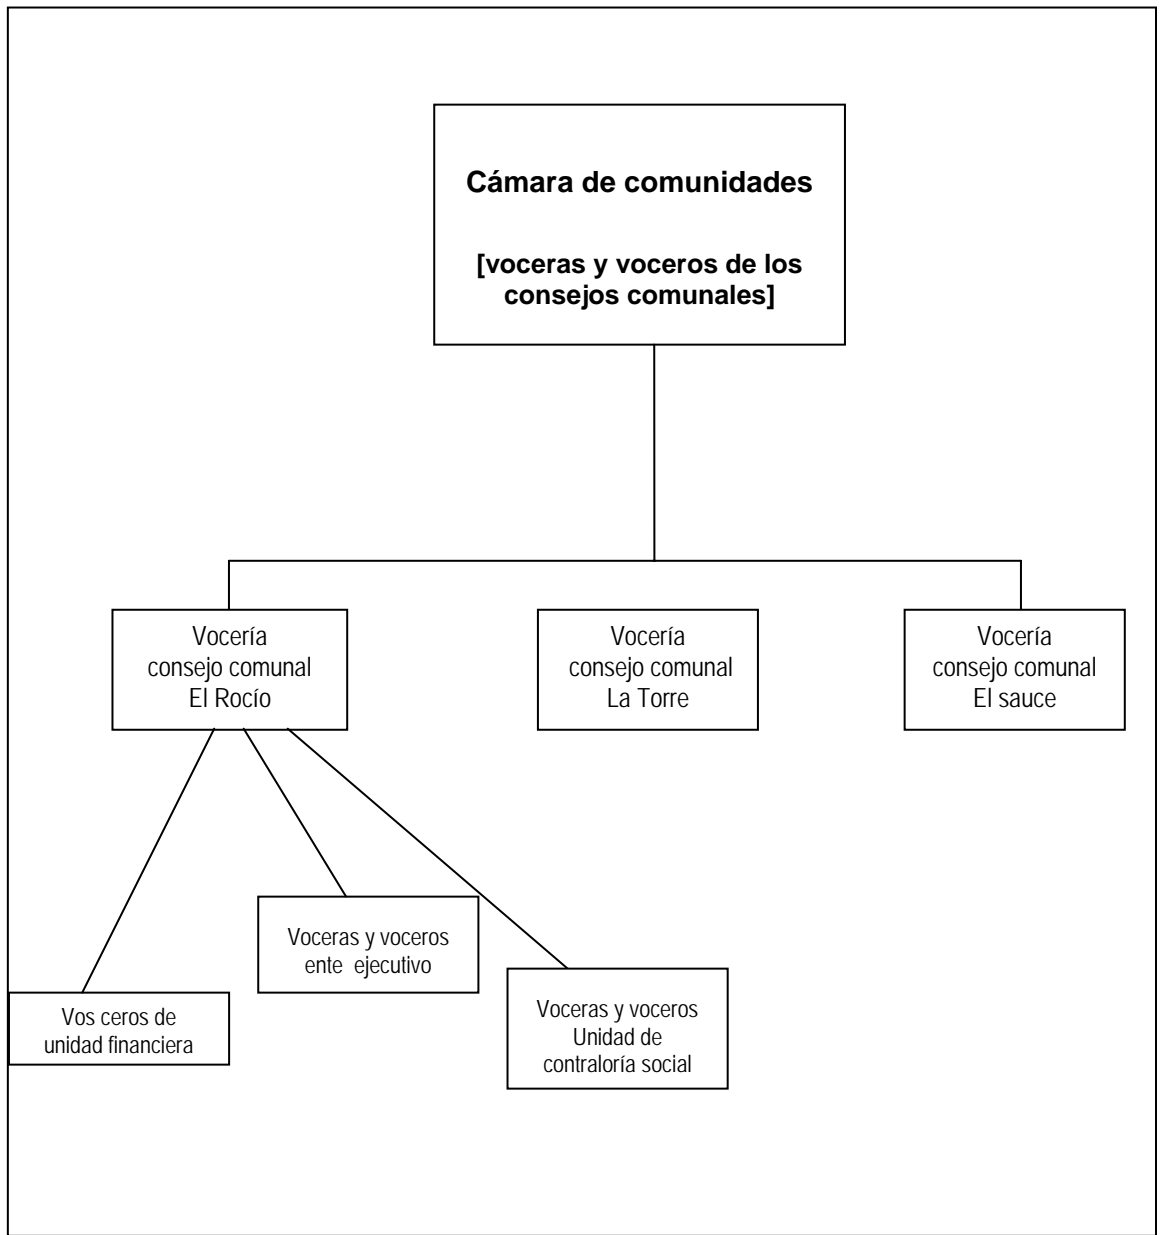 Cámara de comunidades
[voceras y voceros de los
consejos comunales]
Vocería
consejo comunal
El Rocío
Vocería
consejo comunal
La Torre
Vocería
consejo comunal
El sauce
Voceras y voceros
ente ejecutivo
Vos ceros de
unidad financiera
Voceras y voceros
Unidad de
contraloría social